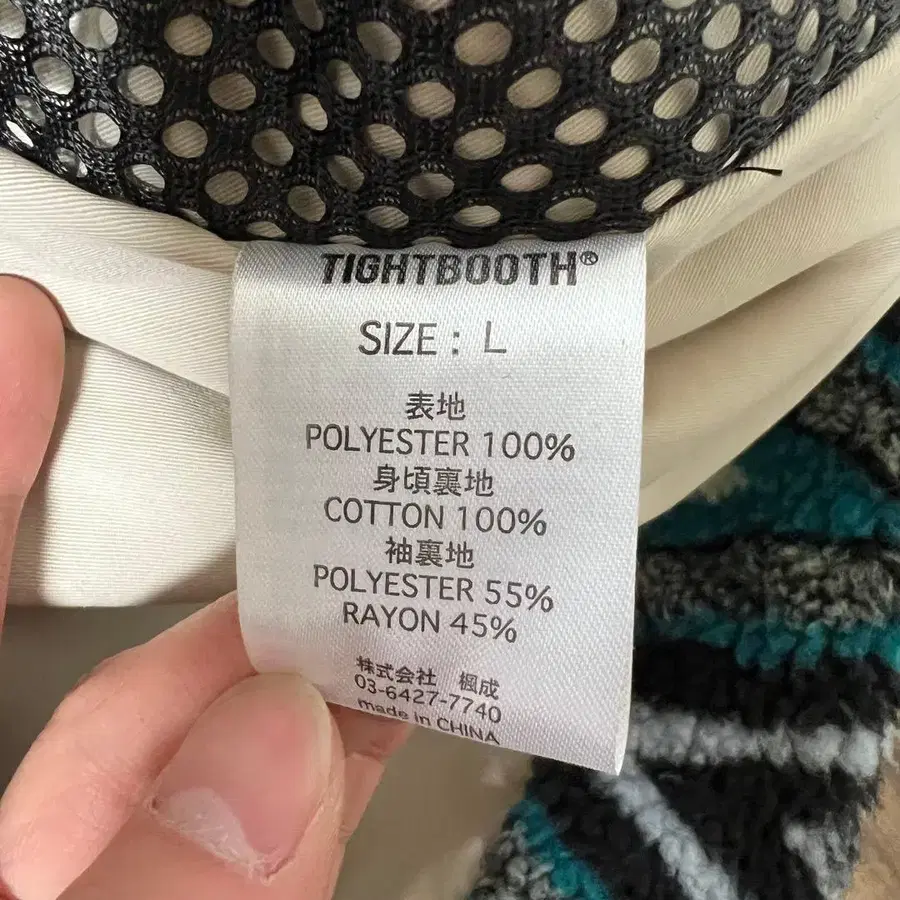 TIGHTBOOTH®
SIZE : L
表地
POLYESTER 100%
身頃裏地
COTTON 100%
袖裏地
POLYESTER 55%
RAYON 45%
株式会社 楓成
03-6427-7740
made in CHINA